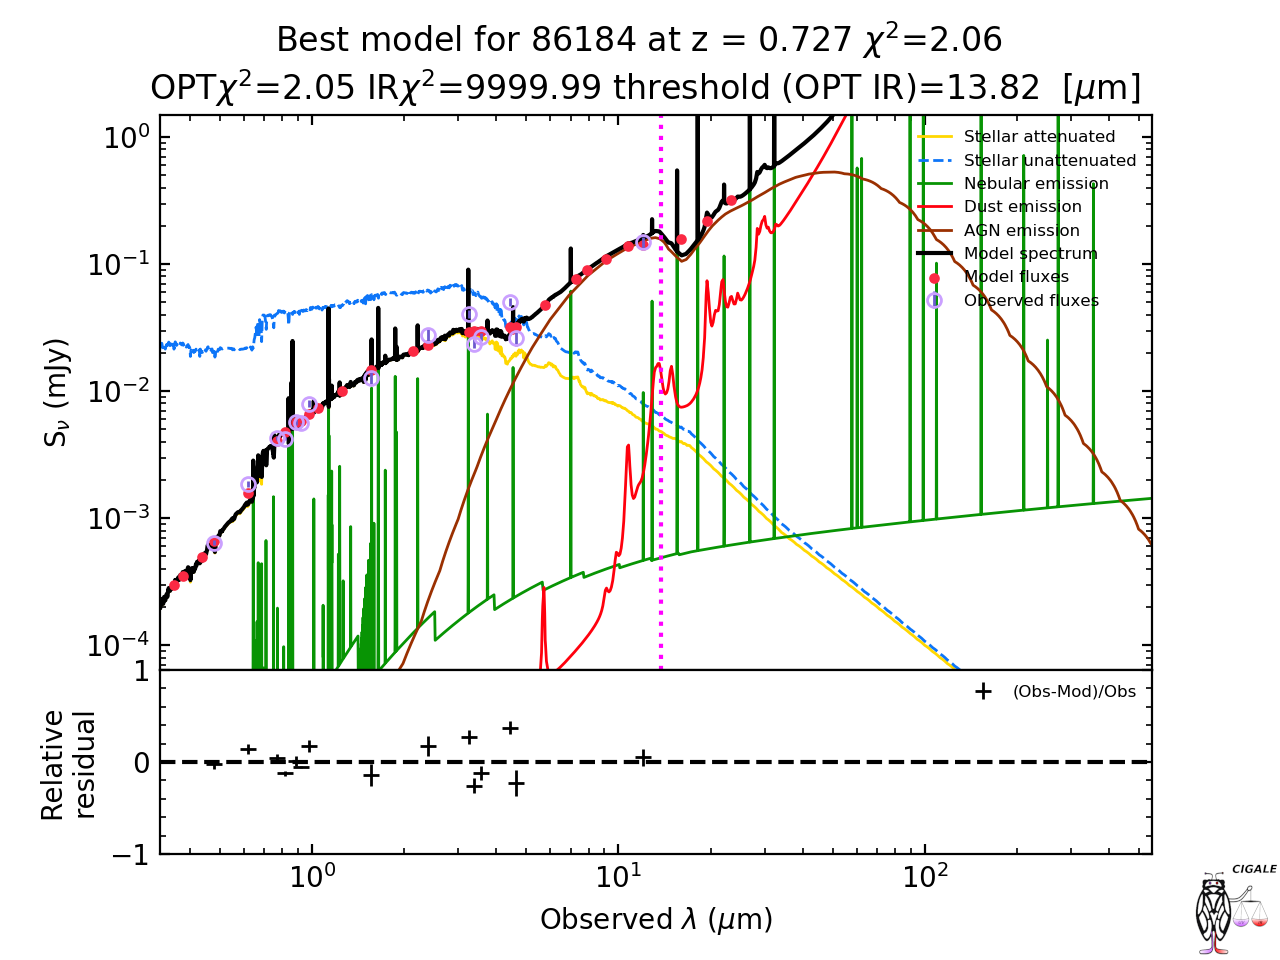 Best model for 86184 at z = 0.727 χ²=2.06
OPTχ²=2.05 IRχ²=9999.99 threshold (OPT IR)=13.82 [μm]
10⁰
10⁻¹
10⁻²
10⁻³
10⁻⁴
S_ν (mJy)
Stellar attenuated
Stellar unattenuated
Nebular emission
Dust emission
AGN emission
Model spectrum
Model fluxes
Observed fluxes
1
0
−1
Relative
residual
(Obs-Mod)/Obs
10⁰
10¹
10²
Observed λ (μm)
CIGALE